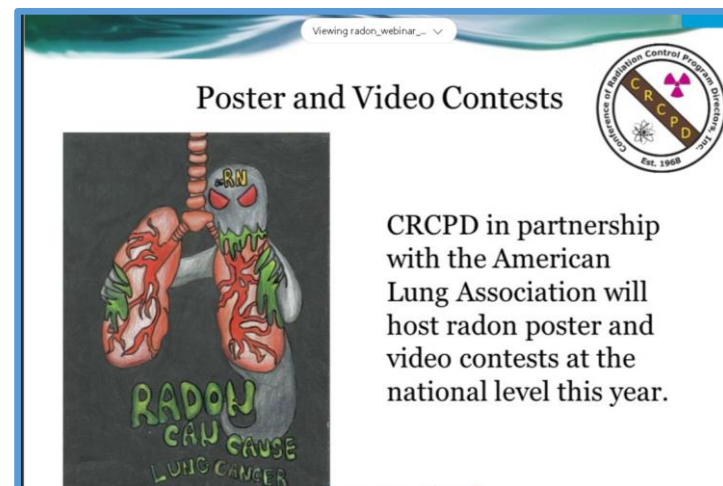 Viewing radon_webinar_...
Poster and Video Contests
Conference of Radiation Control Program Directors, Inc.
CRCPD
Est. 1968
RN
CRCPD in partnership
with the American
Lung Association will
host radon poster and
video contests at the
national level this year.
RADON
CAN CAUSE
LUNG CANCER